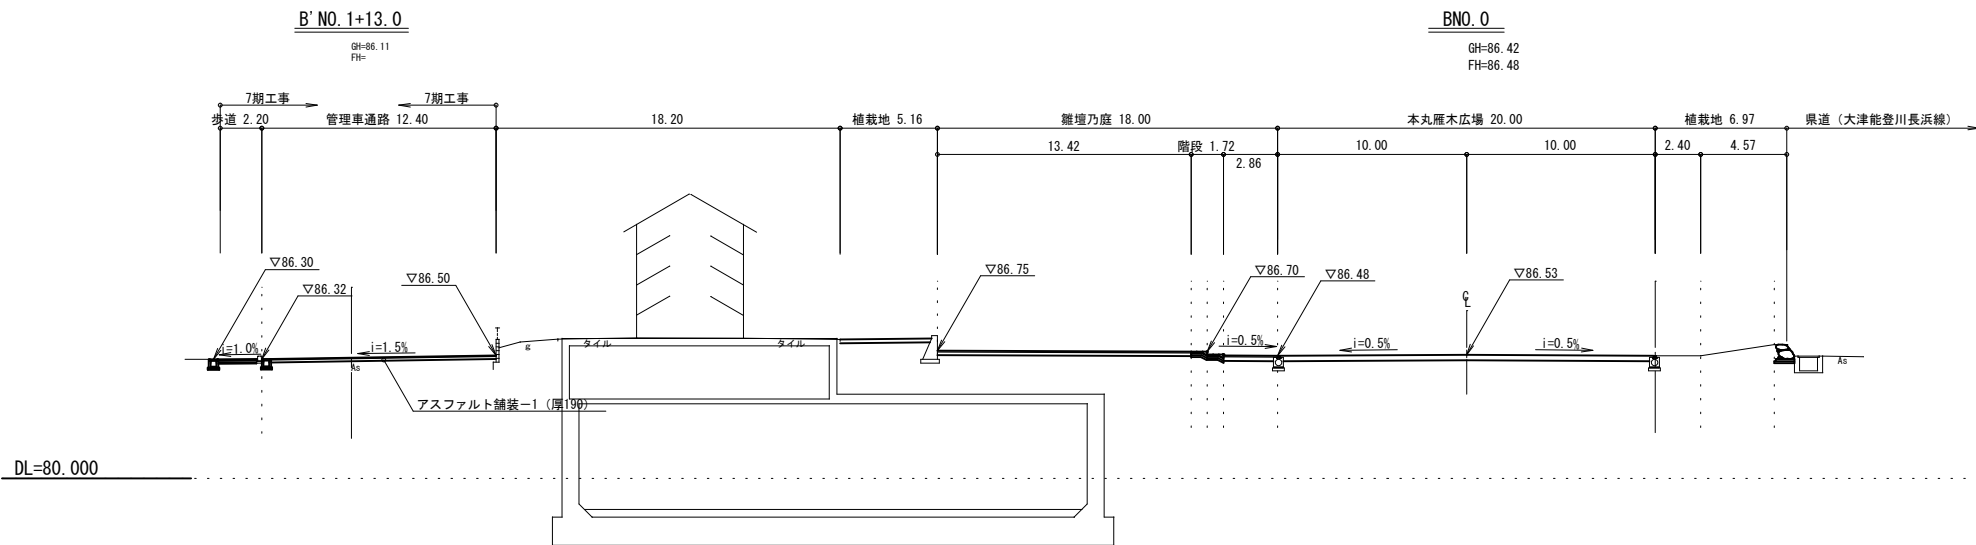 B'NO.1+13.0
GH=86.11
FH=
BNO.0
GH=86.42
FH=86.48
7期工事
7期工事
歩道 2.20
管理車通路 12.40
18.20
植栽地 5.16
雛壇乃庭 18.00
本丸雁木広場 20.00
植栽地 6.97
県道（大津能登川長浜線）
13.42
階段 1.72
2.86
10.00
10.00
2.40
4.57
▽86.30
▽86.32
▽86.50
▽86.75
▽86.70
▽86.48
▽86.53
CL
i=1.0%
i=1.5%
As
g
タイル
タイル
i=0.5%
i=0.5%
i=0.5%
As
アスファルト舗装ー1（厚190）
DL=80.000